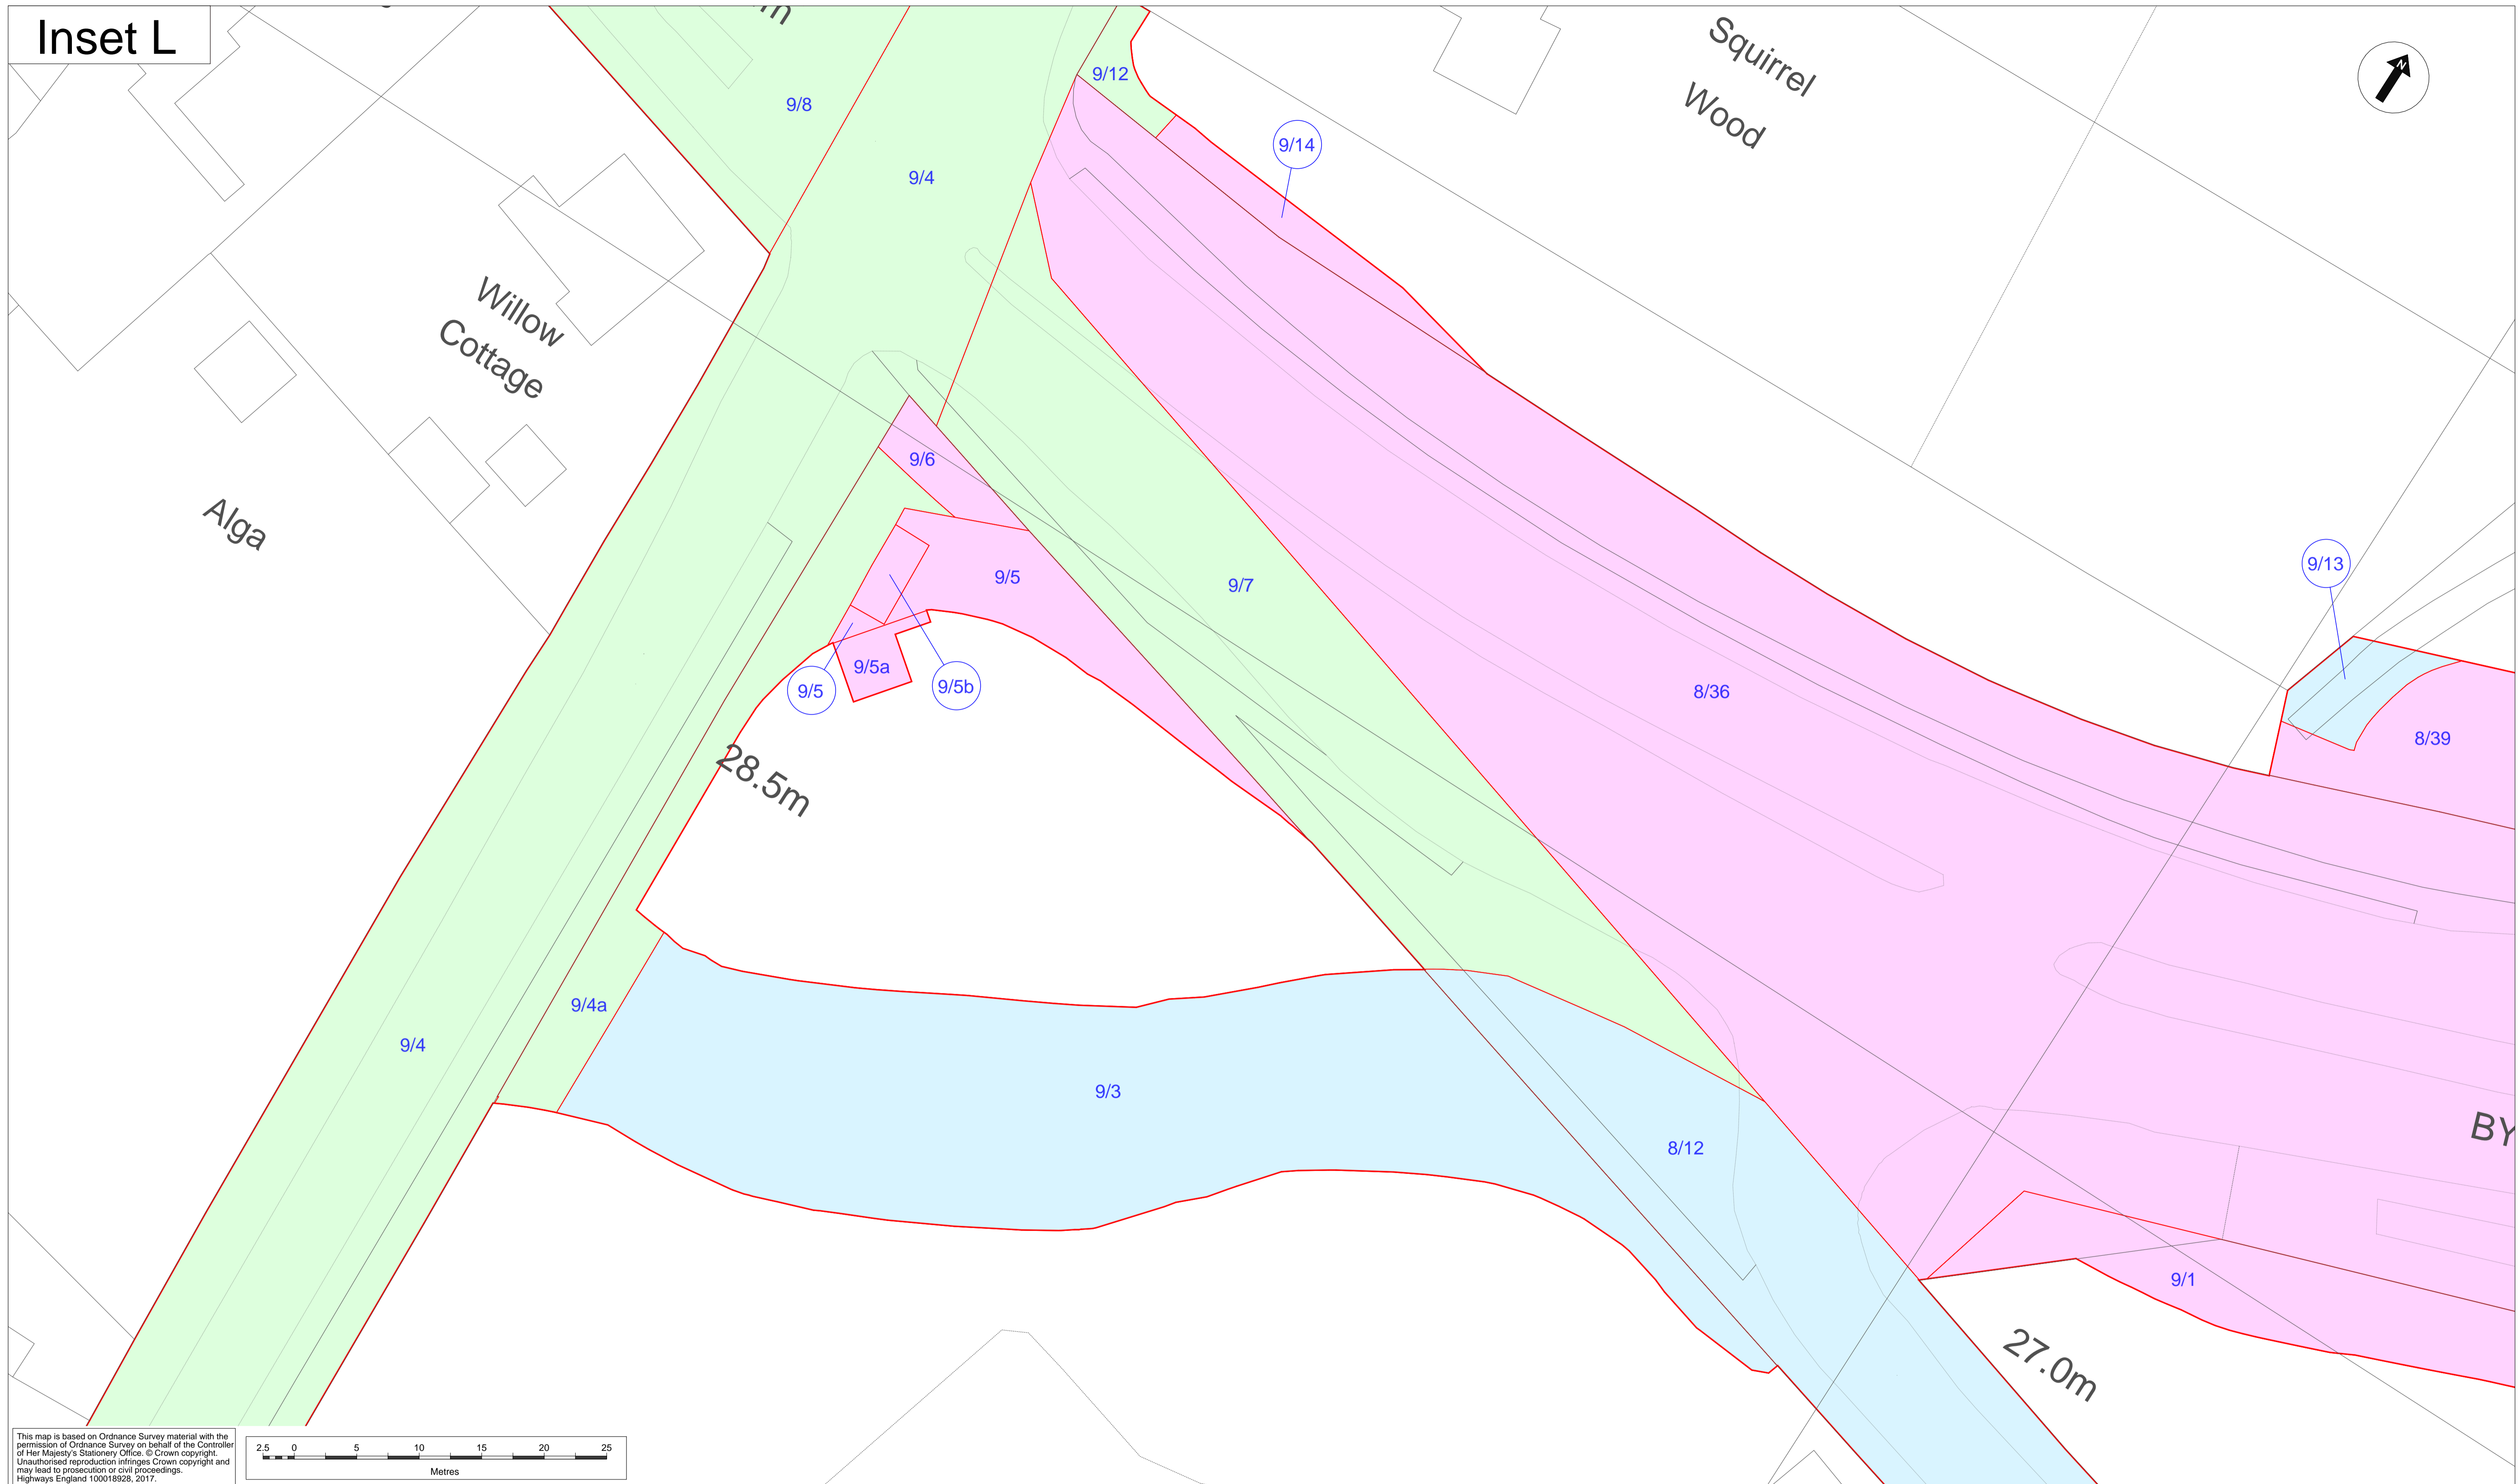 Inset L
Squirrel
Wood
N
9/12
9/8
9/14
9/4
Willow
Cottage
9/6
Alga
9/13
9/5
9/7
9/5a
9/5
9/5b
8/36
8/39
28.5m
9/4a
9/4
9/3
BY
8/12
9/1
27.0m
This map is based on Ordnance Survey material with the
permission of Ordnance Survey on behalf of the Controller
of Her Majesty's Stationery Office. © Crown copyright.
Unauthorised reproduction infringes Crown copyright and
may lead to prosecution or civil proceedings.
Highways England 100018928, 2017.
2.5 0 5 10 15 20 25
Metres